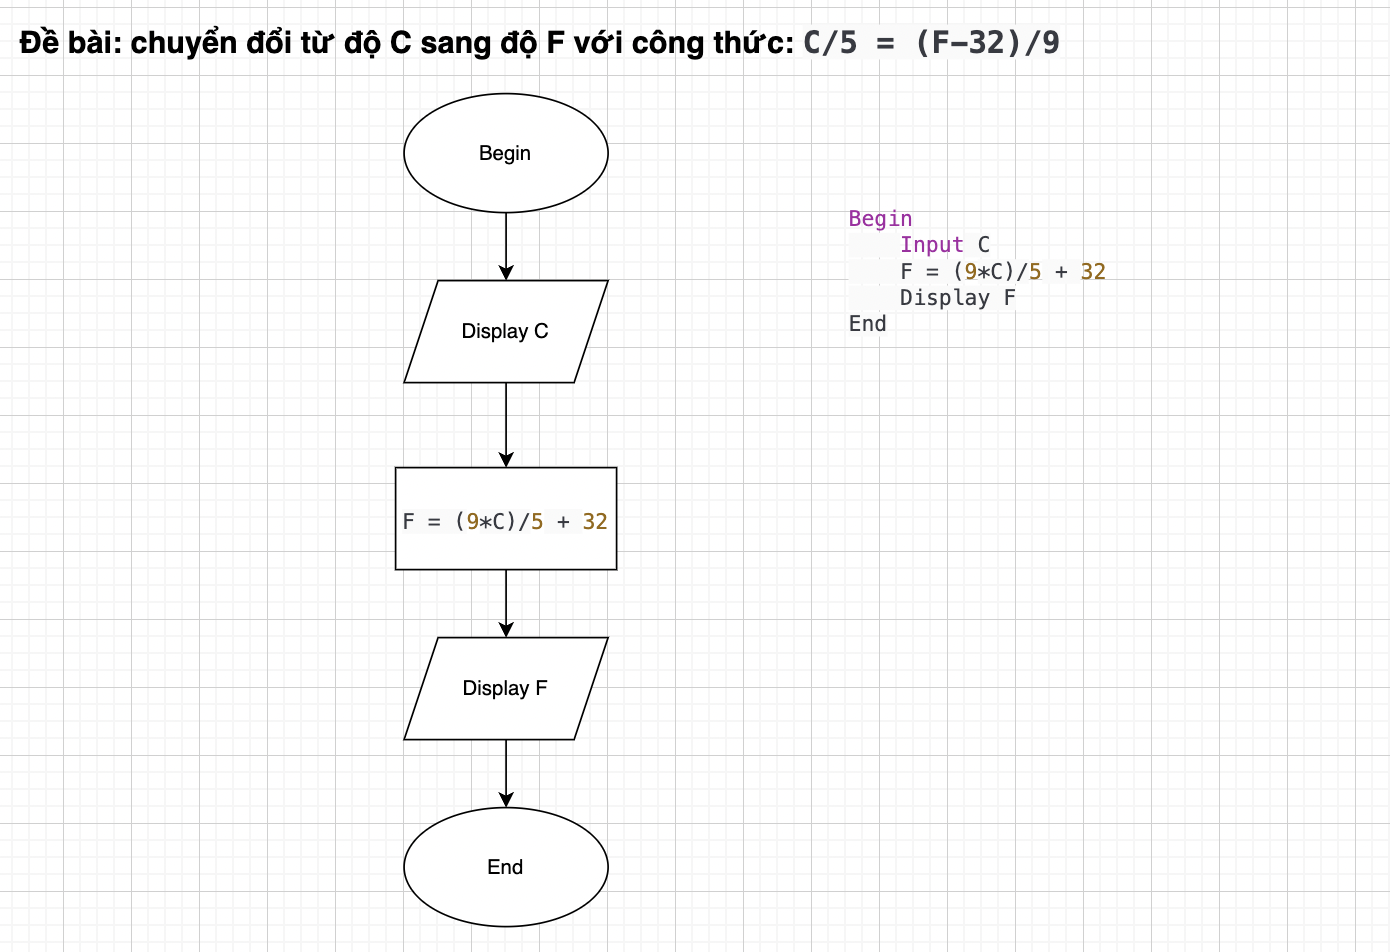 Đề bài: chuyển đổi từ độ C sang độ F với công thức: C/5 = (F−32)/9
Begin
Display C
F = (9*C)/5 + 32
Display F
End
Begin
Input C
F = (9*C)/5 + 32
Display F
End